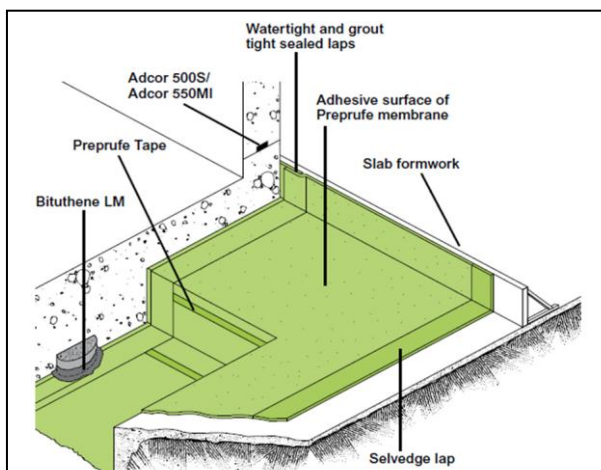 Watertight and grout
tight sealed laps
Adcor 500S/
Adcor 550MI
Adhesive surface of
Preprufe membrane
Preprufe Tape
Slab formwork
Bituthene LM
Selvedge lap